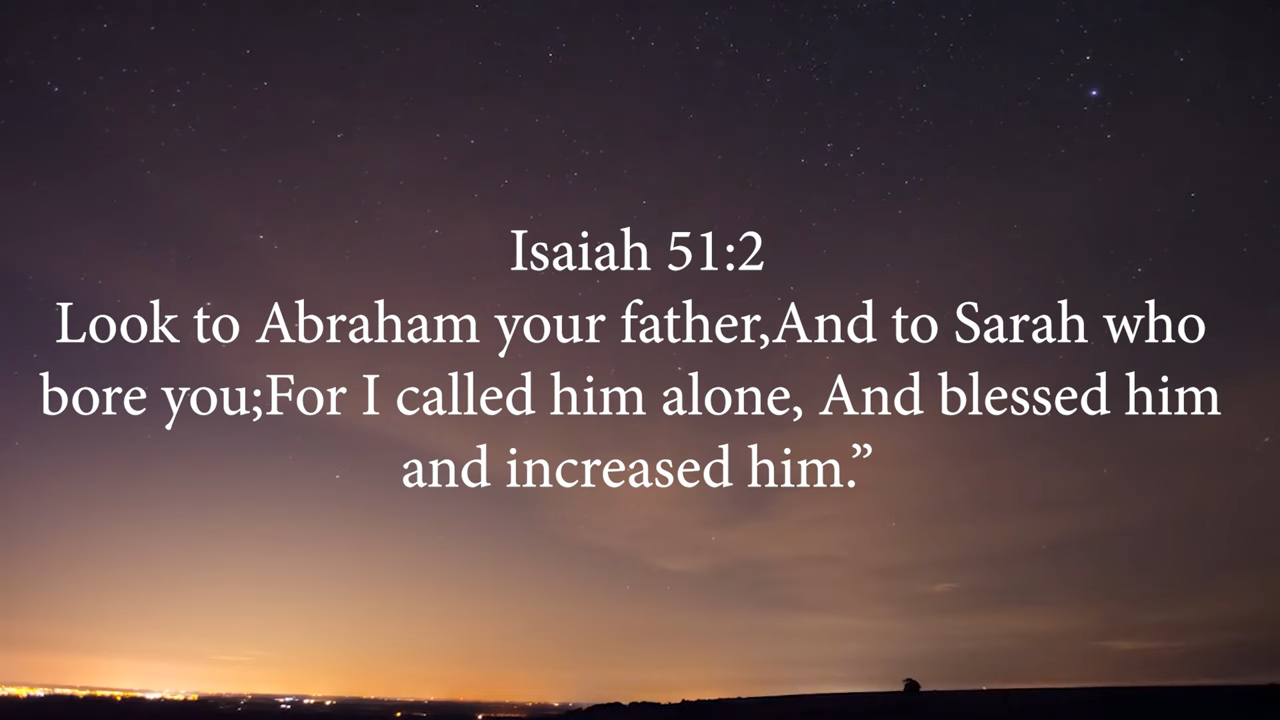 Isaiah 51:2
Look to Abraham your father,And to Sarah who
bore you;For I called him alone, And blessed him
and increased him.”